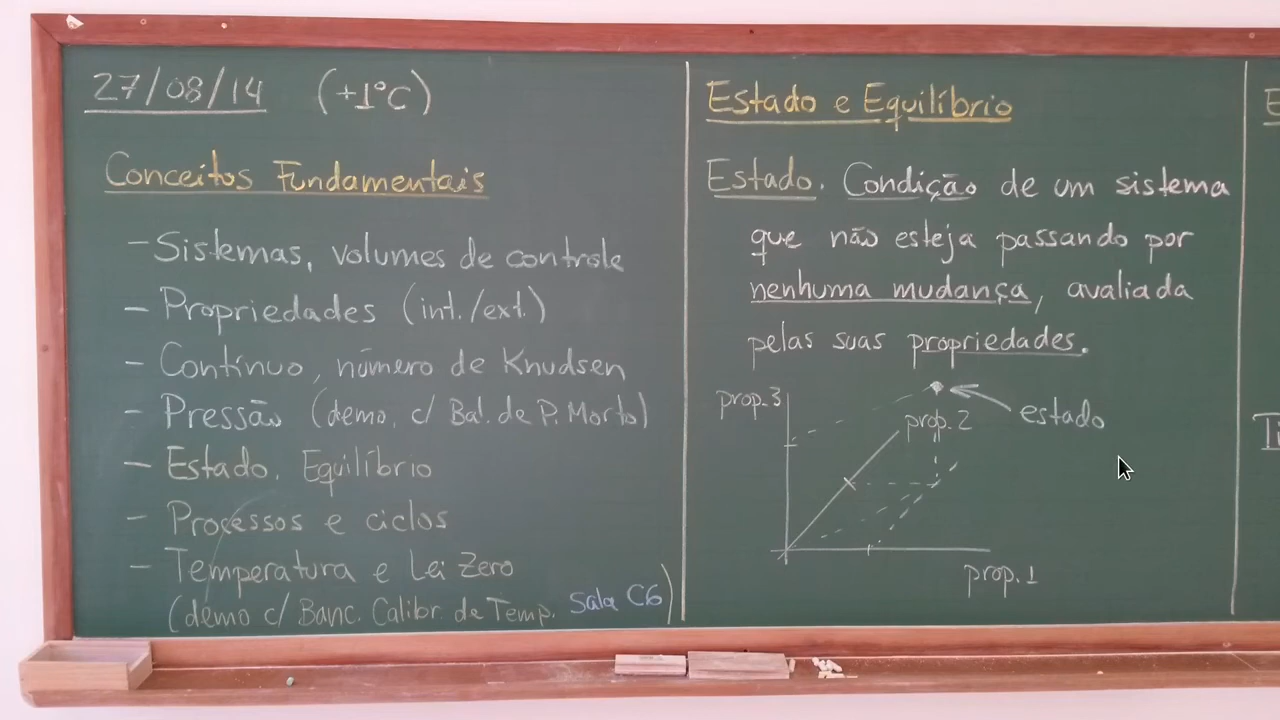 27/08/14 (+1°C)
Conceitos Fundamentais
- Sistemas, volumes de controle
- Propriedades (int./ext.)
- Contínuo, número de Knudsen
- Pressão (demo. c/ Bal. de P. Morto)
- Estado. Equilíbrio
- Processos e ciclos
- Temperatura e Lei Zero
(demo c/ Banc. Calibr. de Temp. Sala C6)
Estado e Equilíbrio
Estado. Condição de um sistema
que não esteja passando por
nenhuma mudança, avaliada
pelas suas propriedades.
prop.3
prop.2
estado
prop.1